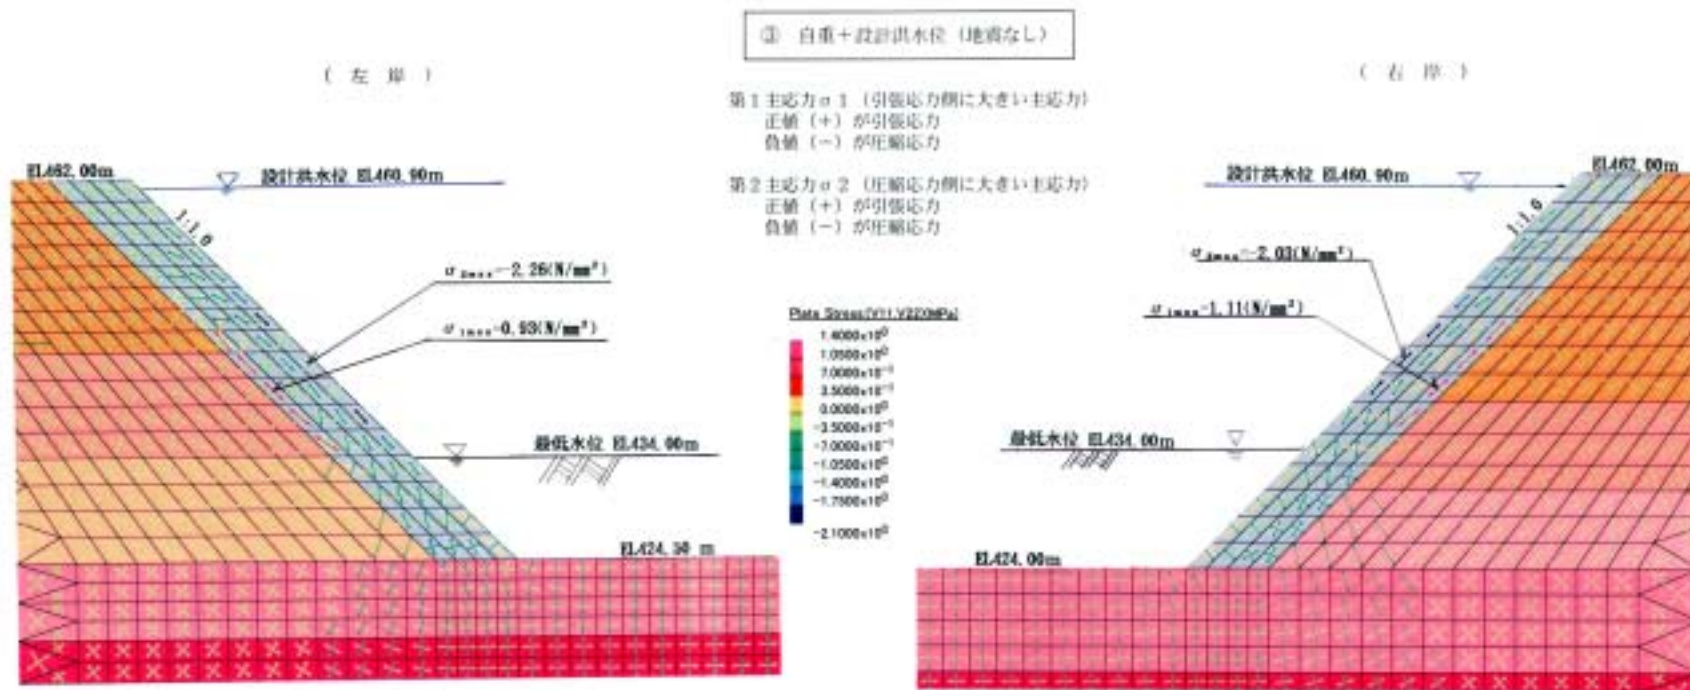 ③ 自重＋設計洪水位（地震なし）
（ 左 岸 ）
（ 右 岸 ）
第1主応力σ1（引張応力側に大きい主応力）
正値（＋）が引張応力
負値（－）が圧縮応力
第2主応力σ2（圧縮応力側に大きい主応力）
正値（＋）が引張応力
負値（－）が圧縮応力
EL462.00m
設計洪水位 EL460.90m
1:1.0
σ2max=-2.26(N/mm²)
σ1max=0.93(N/mm²)
最低水位 EL434.00m
EL424.50 m
Plate Stress(V11,V22)(MPa)
1.4000x10⁰
1.0500x10⁰
7.0000x10⁻¹
3.5000x10⁻¹
0.0000x10⁰
-3.5000x10⁻¹
-7.0000x10⁻¹
-1.0500x10⁰
-1.4000x10⁰
-1.7500x10⁰
-2.1000x10⁰
設計洪水位 EL460.90m
EL462.00m
1:1.0
σ2max=-2.03(N/mm²)
σ1max=1.11(N/mm²)
最低水位 EL434.00m
EL424.00m